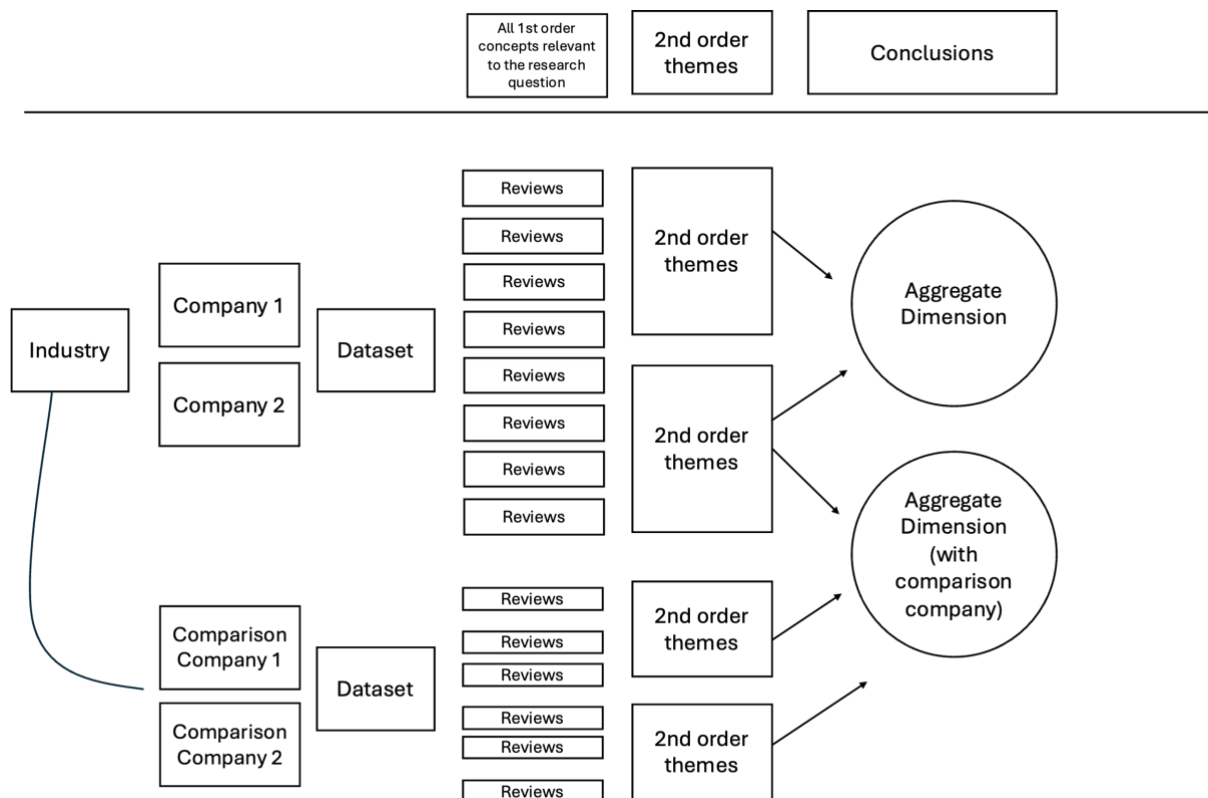 All 1st order
concepts relevant
to the research
question
2nd order
themes
Conclusions
Reviews
Reviews
Reviews
Reviews
Reviews
Reviews
Reviews
Reviews
2nd order
themes
2nd order
themes
Aggregate
Dimension
Industry
Company 1
Company 2
Dataset
Aggregate
Dimension
(with
comparison
company)
Comparison
Company 1
Comparison
Company 2
Dataset
Reviews
Reviews
Reviews
Reviews
Reviews
Reviews
2nd order
themes
2nd order
themes